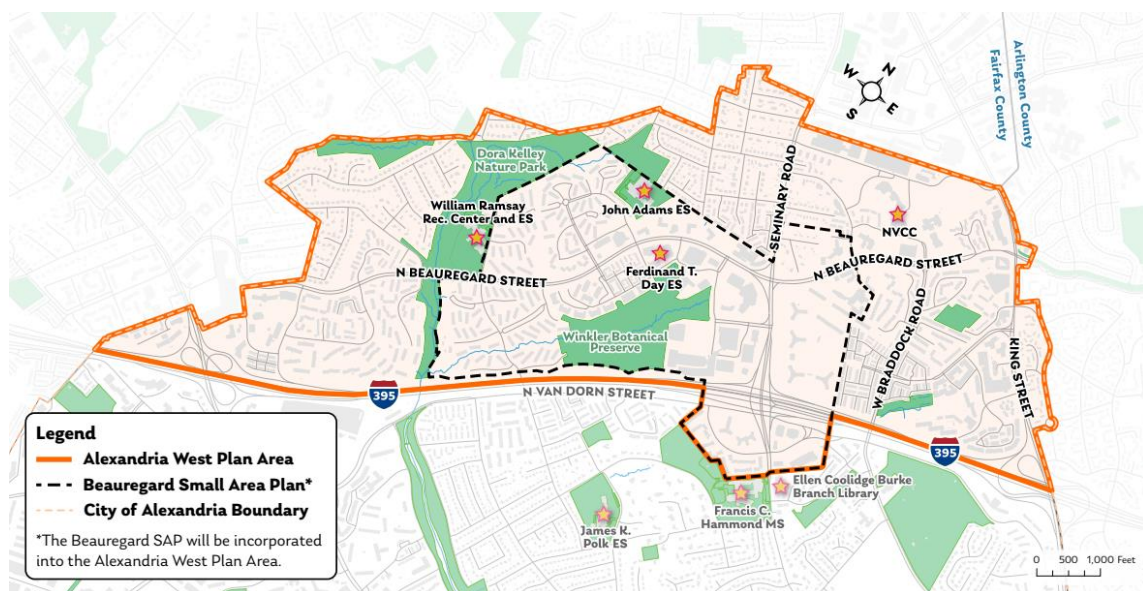 Arlington County
Fairfax County
N
W
E
S
Dora Kelley
Nature Park
SEMINARY ROAD
William Ramsay
Rec. Center and ES
John Adams ES
NVCC
N BEAUREGARD STREET
Ferdinand T.
Day ES
N BEAUREGARD STREET
Winkler Botanical
Preserve
W BRADDOCK ROAD
KING STREET
395
N VAN DORN STREET
395
Legend
Alexandria West Plan Area
Beauregard Small Area Plan*
City of Alexandria Boundary
*The Beauregard SAP will be incorporated
into the Alexandria West Plan Area.
Ellen Coolidge Burke
Branch Library
Francis C.
Hammond MS
James K.
Polk ES
0 500 1,000 Feet